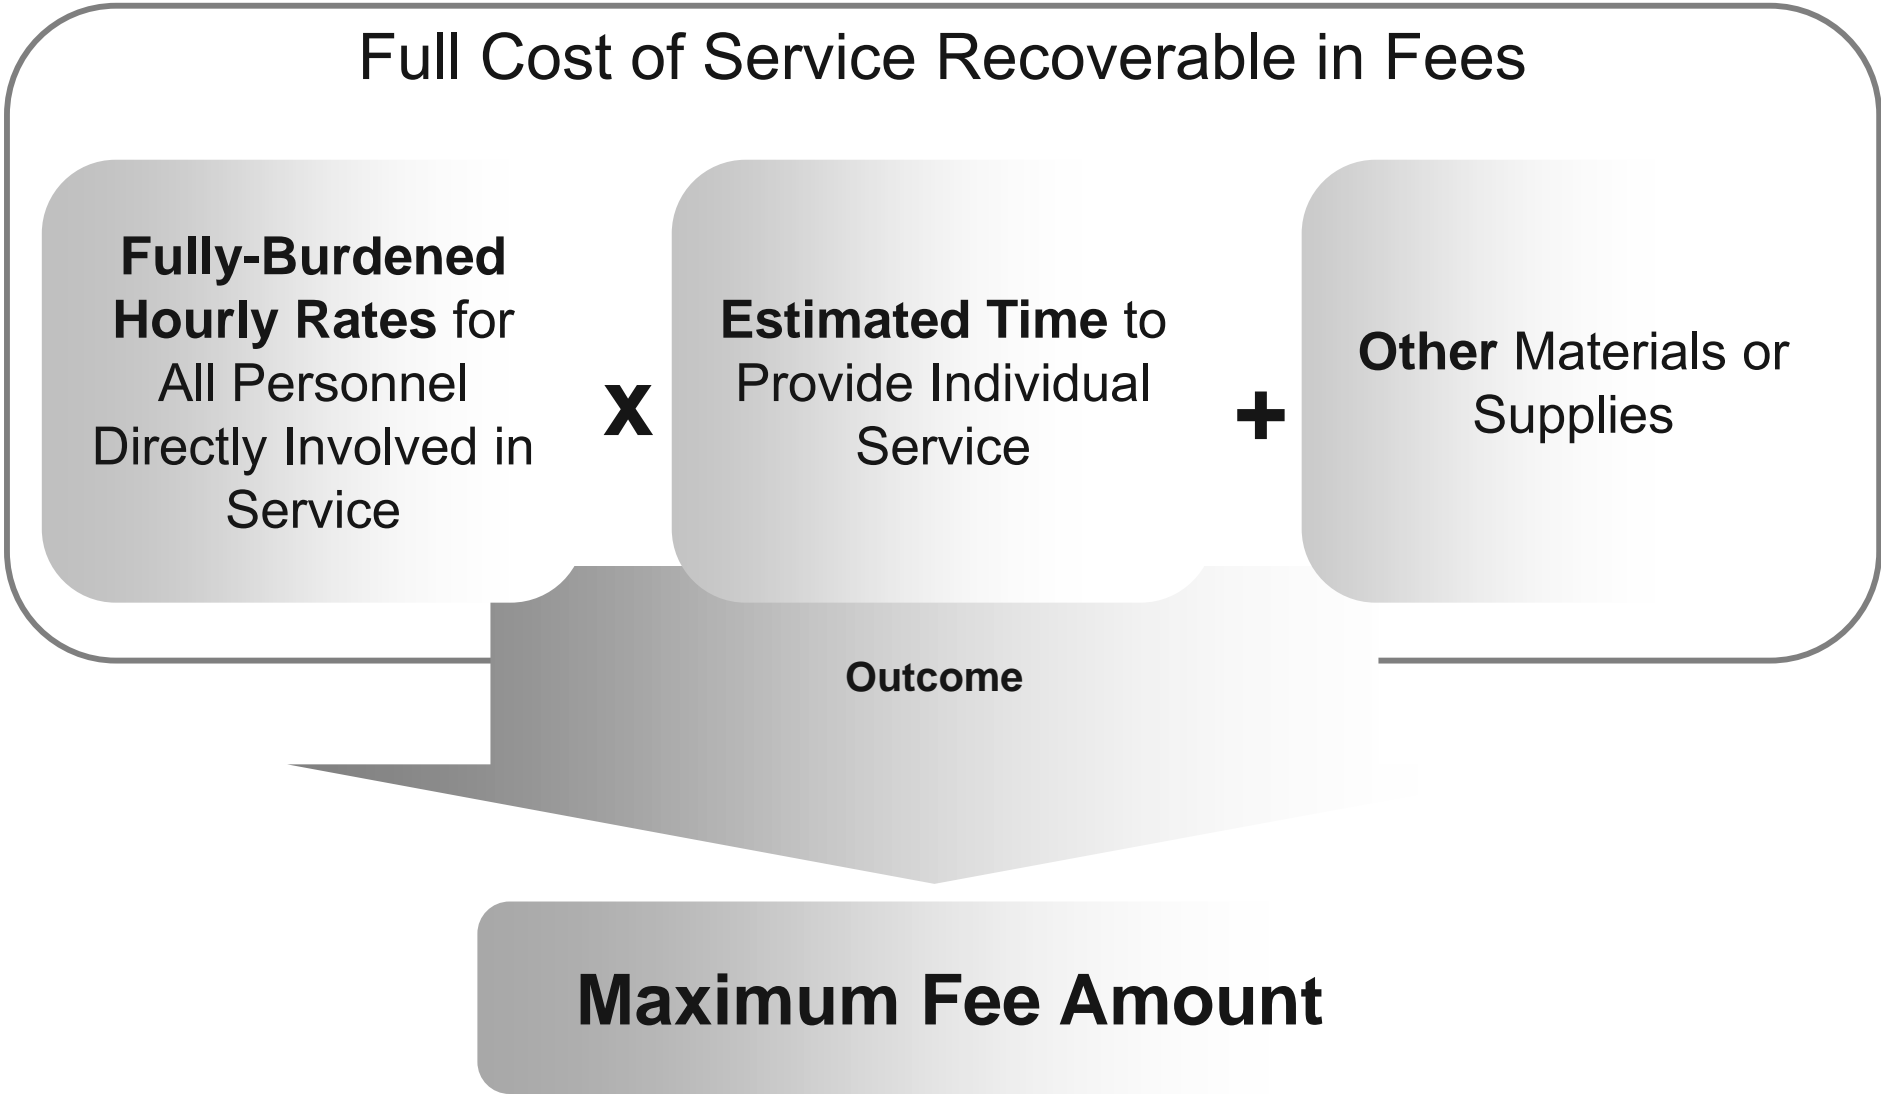 Full Cost of Service Recoverable in Fees
Fully-Burdened
Hourly Rates for
All Personnel
Directly Involved in
Service
x
Estimated Time to
Provide Individual
Service
+
Other Materials or
Supplies
Outcome
Maximum Fee Amount